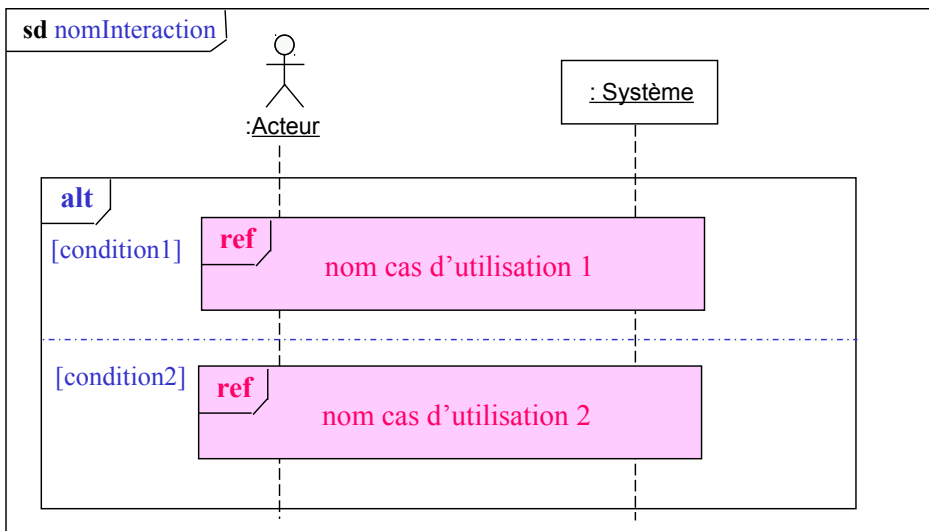 sd nomInteraction
: Système
:Acteur
alt
[condition1]
ref
nom cas d’utilisation 1
[condition2]
ref
nom cas d’utilisation 2